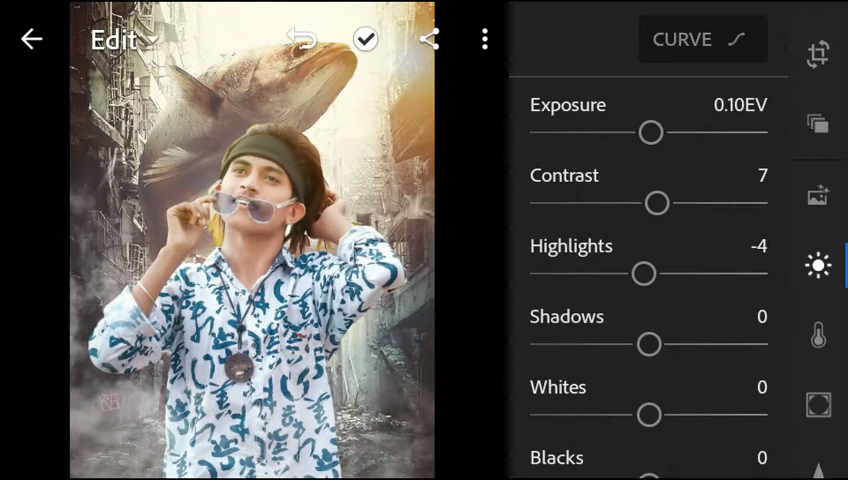 Edit
CURVE
Exposure 0.10EV
Contrast 7
Highlights -4
Shadows 0
Whites 0
Blacks 0